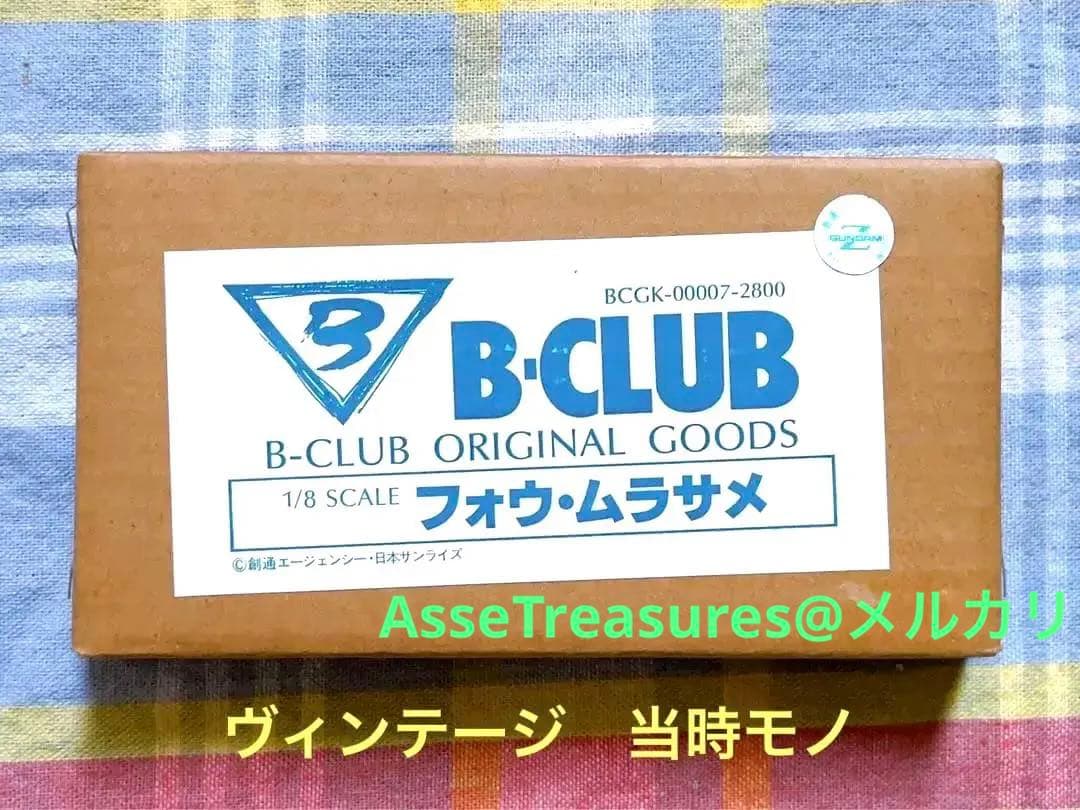 Z
GUNDAM
B
BCGK-00007-2800
B·CLUB
B-CLUB ORIGINAL GOODS
1/8 SCALE フォウ・ムラサメ
©創通エージェンシー・日本サンライズ
AsseTreasures@メルカリ
ヴィンテージ 当時モノ